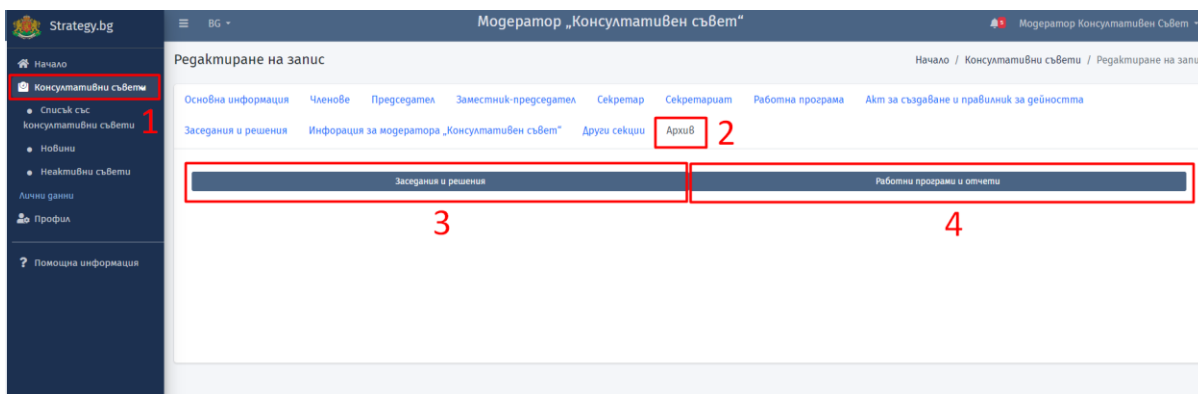 Strategy.bg
BG
Модератор „Консултативен съвет“
5
Модератор Консултативен Съвет
Начало
Консултативни съвети
1
Списък със
консултативни съвети
Новини
Неактивни съвети
Лични данни
Профил
? Помощна информация
Редактиране на запис
Начало / Консултативни съвети / Редактиране на запи
Основна информация Членове Председател Заместник-председател Секретар Секретариат Работна програма Акт за създаване и правилник за дейността
Заседания и решения Инфорация за модератора „Консултативен съвет“ Други секции Архив 2
Заседания и решения Работни програми и отчети
3 4